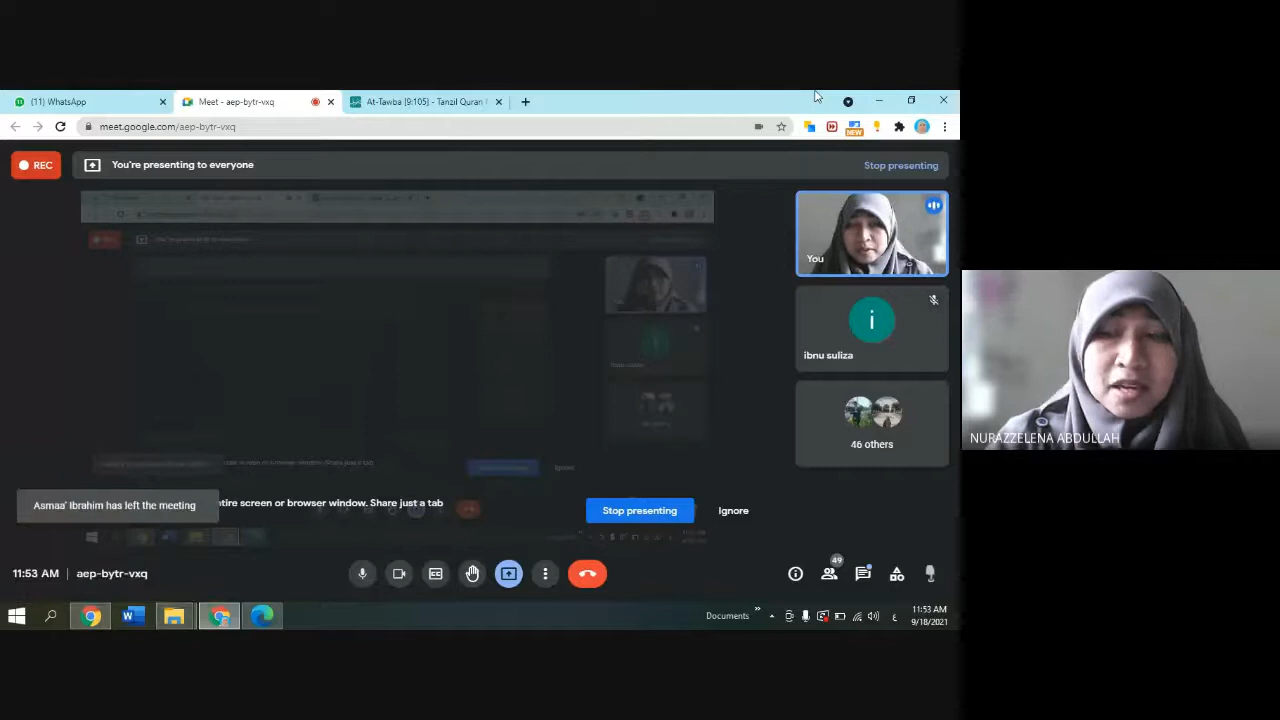 (11) WhatsApp
Meet - aep-bytr-vxq
At-Tawba [9:105] - Tanzil Quran
meet.google.com/aep-bytr-vxq
NEW
REC
You're presenting to everyone
Stop presenting
You
i
ibnu suliza
46 others
NURAZZELENA ABDULLAH
Asmaa' Ibrahim has left the meeting
ntire screen or browser window. Share just a tab
Stop presenting
Ignore
Ignore
11:53 AM | aep-bytr-vxq
49
Documents
ع
11:53 AM
9/18/2021